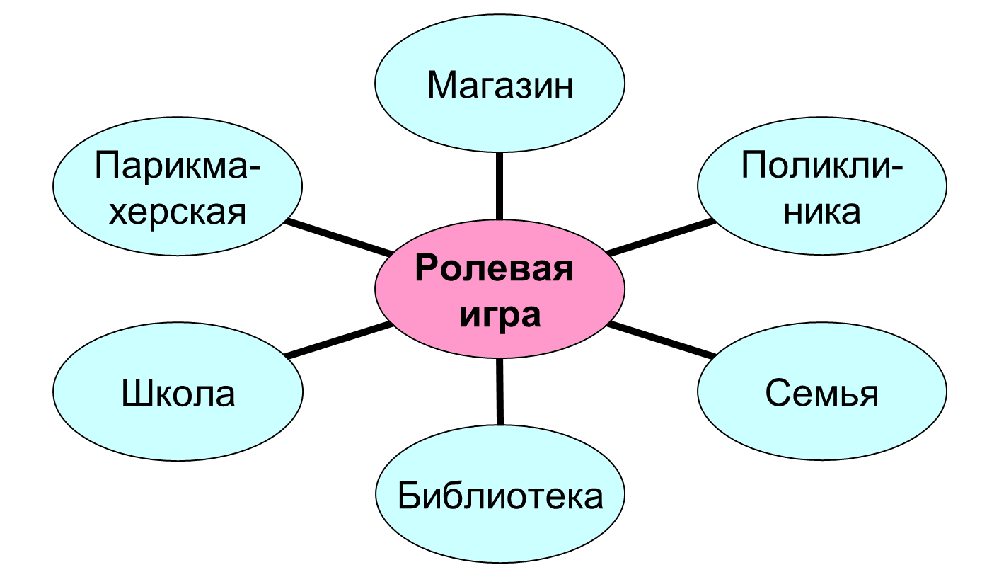 Магазин
Парикма-
херская
Поликли-
ника
Ролевая
игра
Школа
Семья
Библиотека